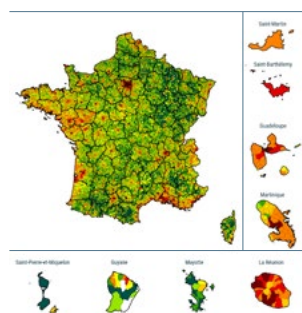 Saint-Martin
Saint-Barthélemy
Guadeloupe
Martinique
Saint-Pierre-et-Miquelon
Guyane
Mayotte
La Réunion